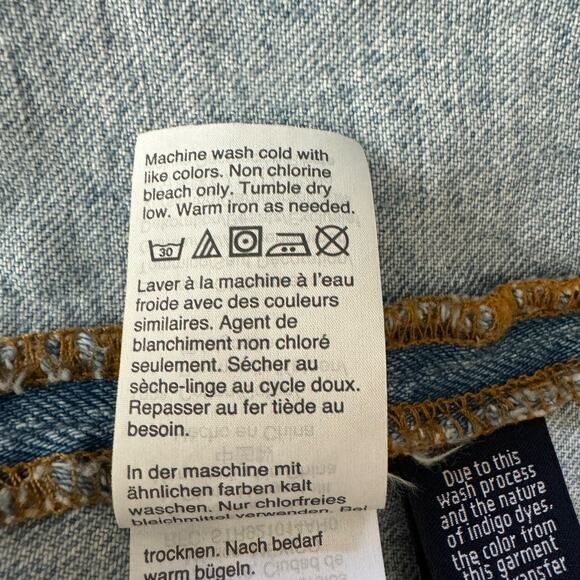 Machine wash cold with
like colors. Non chlorine
bleach only. Tumble dry
low. Warm iron as needed.
30
Laver à la machine à l'eau
froide avec des couleurs
similaires. Agent de
blanchiment non chloré
seulement. Sécher au
sèche-linge au cycle doux.
Repasser au fer tiède au
besoin.
In der maschine mit
ähnlichen farben kalt
waschen. Nur chlorfreies
bleichmittel verwenden. Bei
trocknen. Nach bedarf
warm bügeln.
Due to this
wash process
and the nature
of indigo dyes,
the color from
this garment